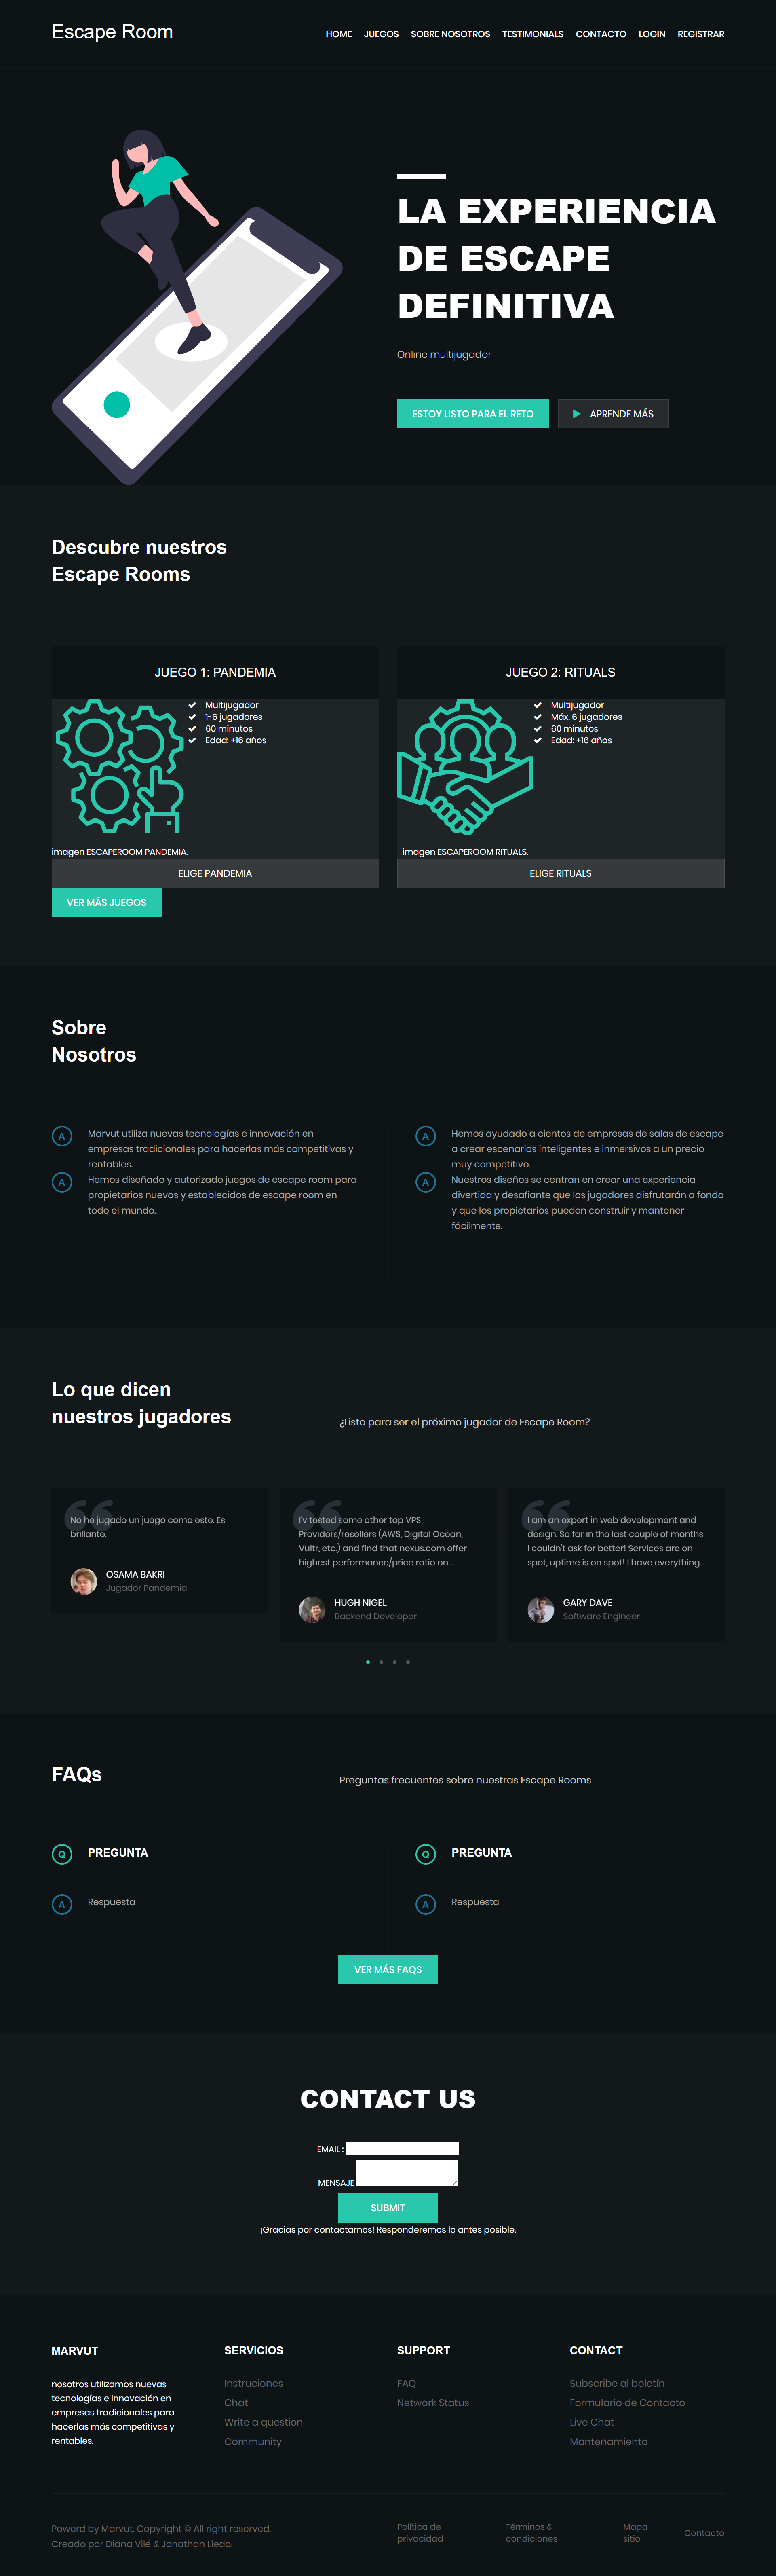 Escape Room
HOME JUEGOS SOBRE NOSOTROS TESTIMONIALS CONTACTO LOGIN REGISTRAR
LA EXPERIENCIA
DE ESCAPE
DEFINITIVA
Online multijugador
ESTOY LISTO PARA EL RETO
APRENDE MÁS
Descubre nuestros
Escape Rooms
JUEGO 1: PANDEMIA
Multijugador
1-6 jugadores
60 minutos
Edad: +16 años
imagen ESCAPEROOM PANDEMIA.
ELIGE PANDEMIA
JUEGO 2: RITUALS
Multijugador
Máx. 6 jugadores
60 minutos
Edad: +16 años
imagen ESCAPEROOM RITUALS.
ELIGE RITUALS
VER MÁS JUEGOS
Sobre
Nosotros
A
Marvut utiliza nuevas tecnologías e innovación en
empresas tradicionales para hacerlas más competitivas y
rentables.
A
Hemos diseñado y autorizado juegos de escape room para
propietarios nuevos y establecidos de escape room en
todo el mundo.
A
Hemos ayudado a cientos de empresas de salas de escape
a crear escenarios inteligentes e inmersivos a un precio
muy competitivo.
A
Nuestros diseños se centran en crear una experiencia
divertida y desafiante que los jugadores disfrutarán a fondo
y que los propietarios pueden construir y mantener
fácilmente.
Lo que dicen
nuestros jugadores
¿Listo para ser el próximo jugador de Escape Room?
No he jugado un juego como este. Es
brillante.
OSAMA BAKRI
Jugador Pandemia
I'v tested some other top VPS
Providers/resellers (AWS, Digital Ocean,
Vultr, etc.) and find that nexus.com offer
highest performance/price ratio on...
HUGH NIGEL
Backend Developer
I am an expert in web development and
design. So far in the last couple of months
I couldn't ask for better! Services are on
spot, uptime is on spot! I have everything...
GARY DAVE
Software Engineer
FAQs
Preguntas frecuentes sobre nuestras Escape Rooms
Q
PREGUNTA
A
Respuesta
Q
PREGUNTA
A
Respuesta
VER MÁS FAQS
CONTACT US
EMAIL :
MENSAJE
SUBMIT
¡Gracias por contactarnos! Responderemos lo antes posible.
MARVUT
nosotros utilizamos nuevas
tecnologías e innovación en
empresas tradicionales para
hacerlas más competitivas y
rentables.
SERVICIOS
Instruciones
Chat
Write a question
Community
SUPPORT
FAQ
Network Status
CONTACT
Subscribe al boletín
Formulario de Contacto
Live Chat
Mantenamiento
Powerd by Marvut. Copyright © All right reserved.
Creado por Diana Vilé & Jonathan Lledo.
Política de
privacidad
Términos &
condiciones
Mapa
sitio
Contacto